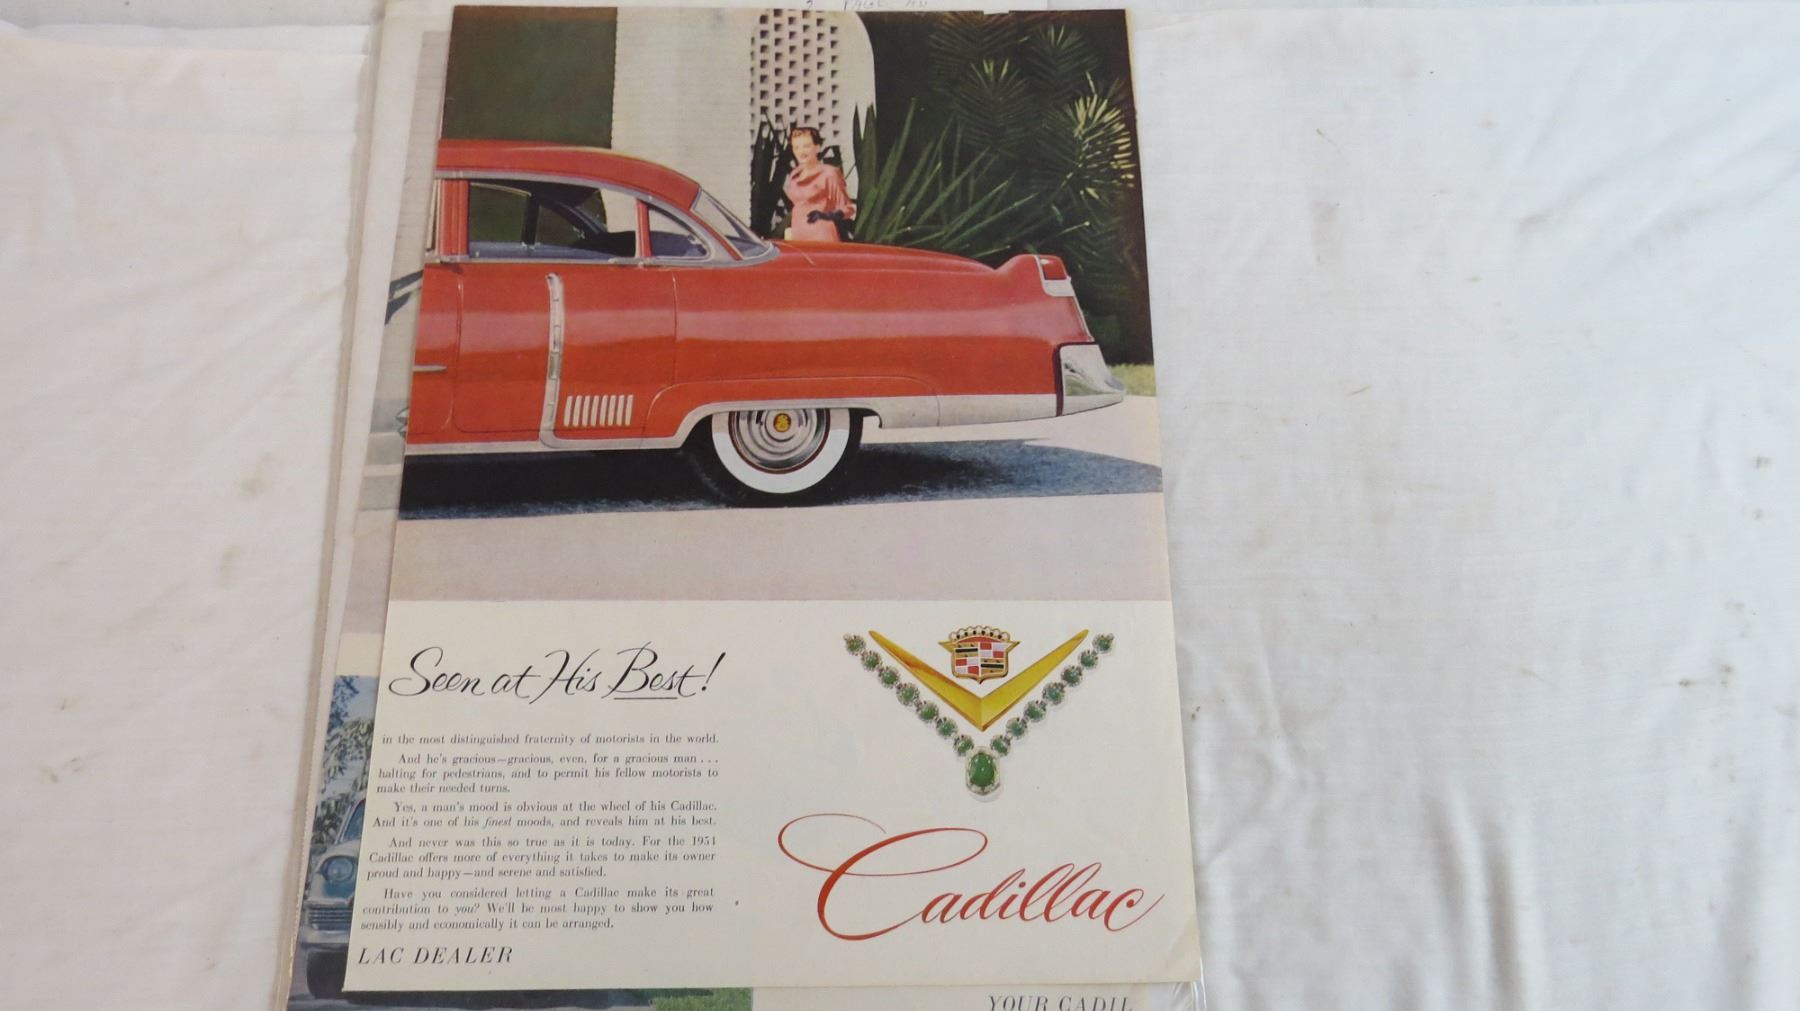 2 PAGE AD
Seen at His Best!
in the most distinguished fraternity of motorists in the world.
And he's gracious—gracious, even, for a gracious man . . .
halting for pedestrians, and to permit his fellow motorists to
make their needed turns.
Yes, a man's mood is obvious at the wheel of his Cadillac.
And it's one of his finest moods, and reveals him at his best.
And never was this so true as it is today. For the 1954
Cadillac offers more of everything it takes to make its owner
proud and happy—and serene and satisfied.
Have you considered letting a Cadillac make its great
contribution to you? We'll be most happy to show you how
sensibly and economically it can be arranged.
LAC DEALER
Cadillac
YOUR CADIL